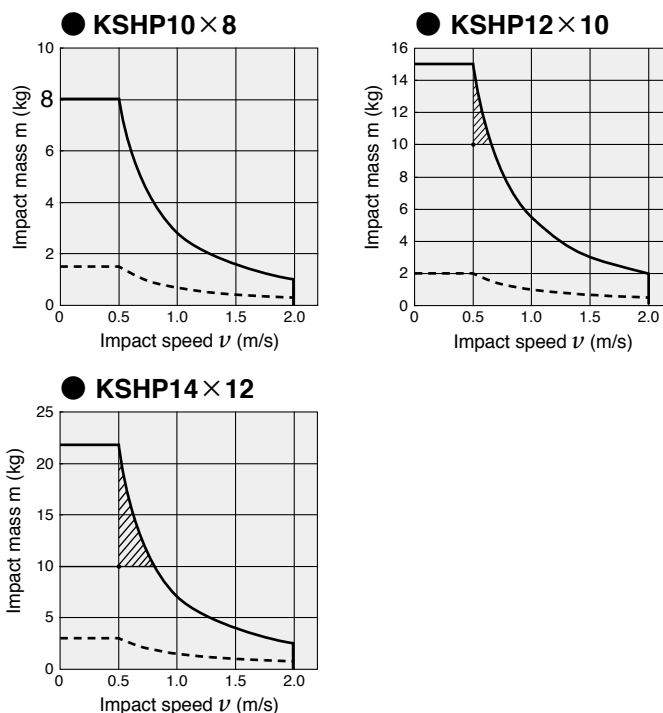 ● KSHP10×8
10
8
6
4
2
0
Impact mass m (kg)
0 0.5 1.0 1.5 2.0
Impact speed ν (m/s)
● KSHP12×10
16
14
12
10
8
6
4
2
0
Impact mass m (kg)
0 0.5 1.0 1.5 2.0
Impact speed ν (m/s)
● KSHP14×12
25
20
15
10
5
0
Impact mass m (kg)
0 0.5 1.0 1.5 2.0
Impact speed ν (m/s)